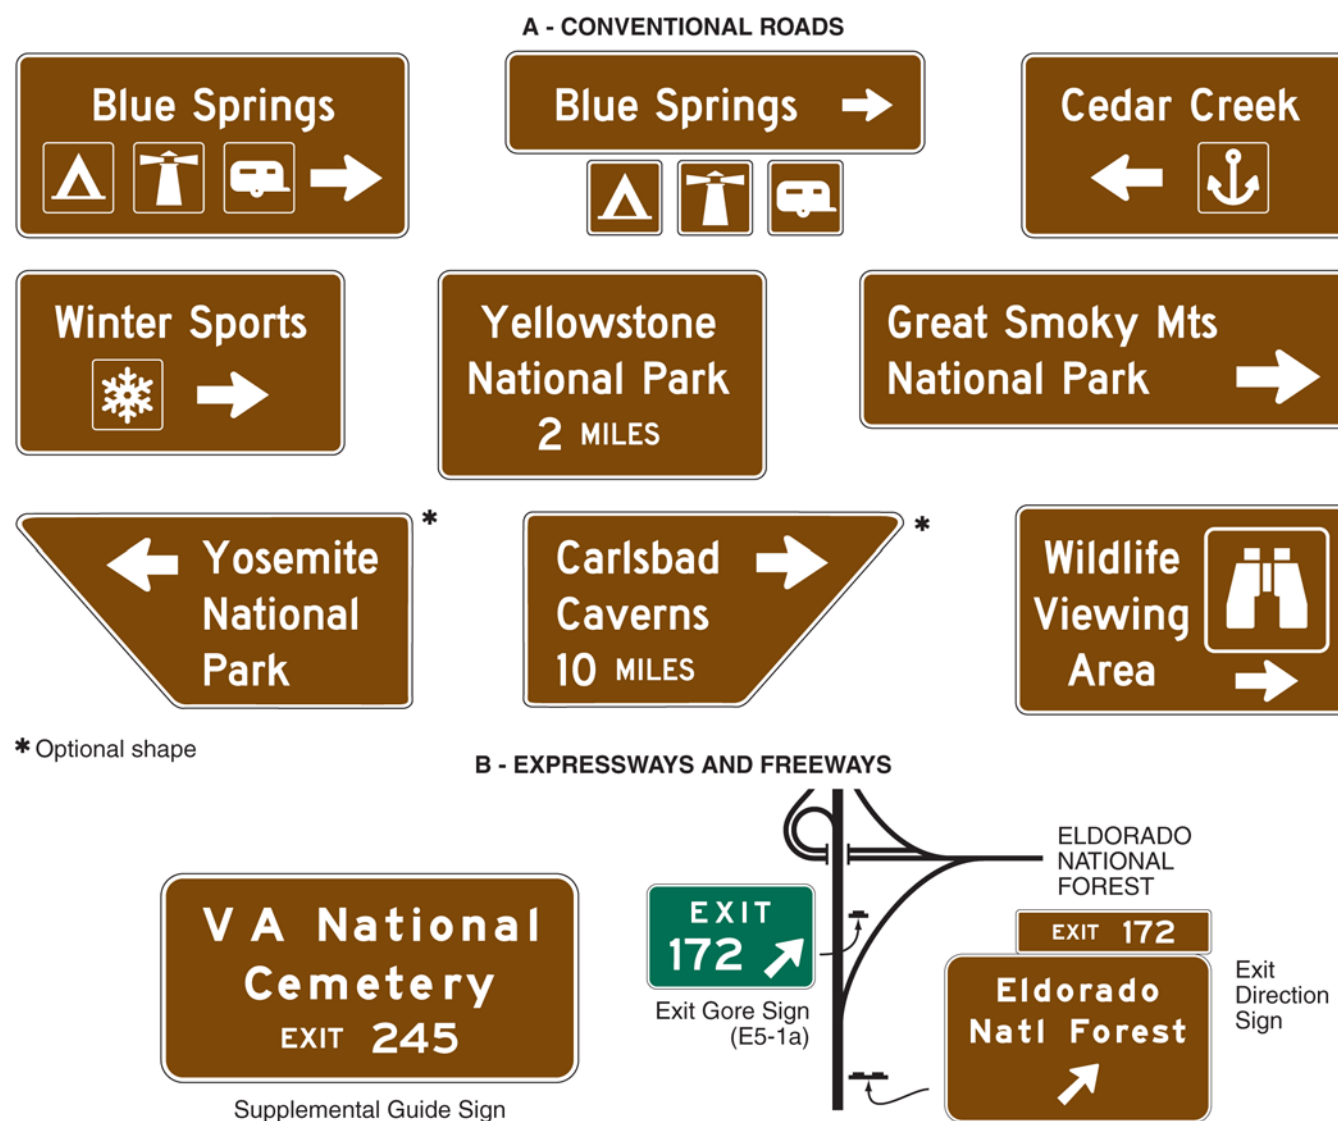 A - CONVENTIONAL ROADS
Blue Springs
Blue Springs
Cedar Creek
Winter Sports
Yellowstone
National Park
2 MILES
Great Smoky Mts
National Park
Yosemite
National
Park
*
Carlsbad
Caverns
10 MILES
*
Wildlife
Viewing
Area
* Optional shape
B - EXPRESSWAYS AND FREEWAYS
V A National
Cemetery
EXIT 245
Supplemental Guide Sign
EXIT
172
Exit Gore Sign
(E5-1a)
ELDORADO
NATIONAL
FOREST
EXIT 172
Eldorado
Natl Forest
Exit
Direction
Sign